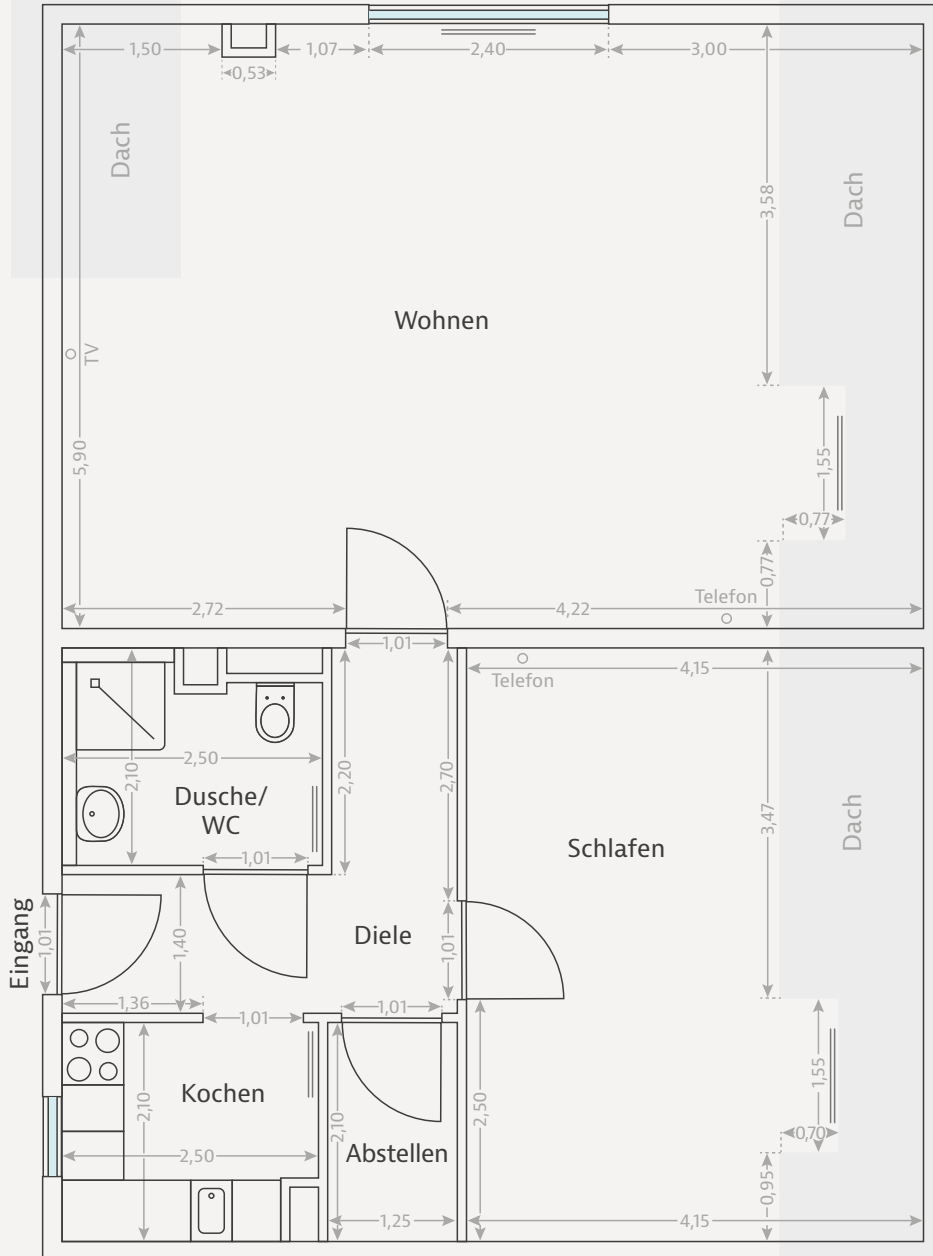 1,50
1,07
2,40
3,00
0,53
Dach
Dach
3,58
Wohnen
TV
5,90
1,55
0,77
0,77
2,72
4,22
Telefon
1,01
4,15
Telefon
2,50
2,10
2,20
2,70
Dusche/
WC
3,47
Dach
Schlafen
1,01
Eingang
1,01
1,40
Diele
1,01
1,36
1,01
1,01
Kochen
2,10
2,10
2,50
1,55
Abstellen
0,70
2,50
0,95
1,25
4,15